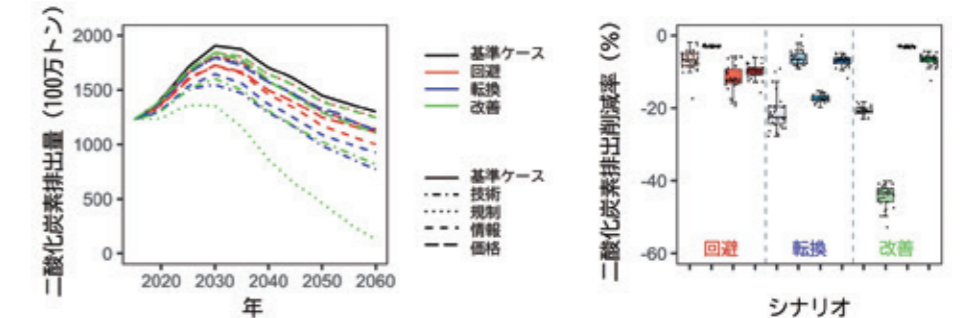 二酸化炭素排出量（100万トン）
2000
1500
1000
500
0
2020 2030 2040 2050 2060
年
基準ケース
回避
転換
改善
基準ケース
技術
規制
情報
価格
二酸化炭素排出削減率（%）
0
-20
-40
-60
回避 転換 改善
シナリオ